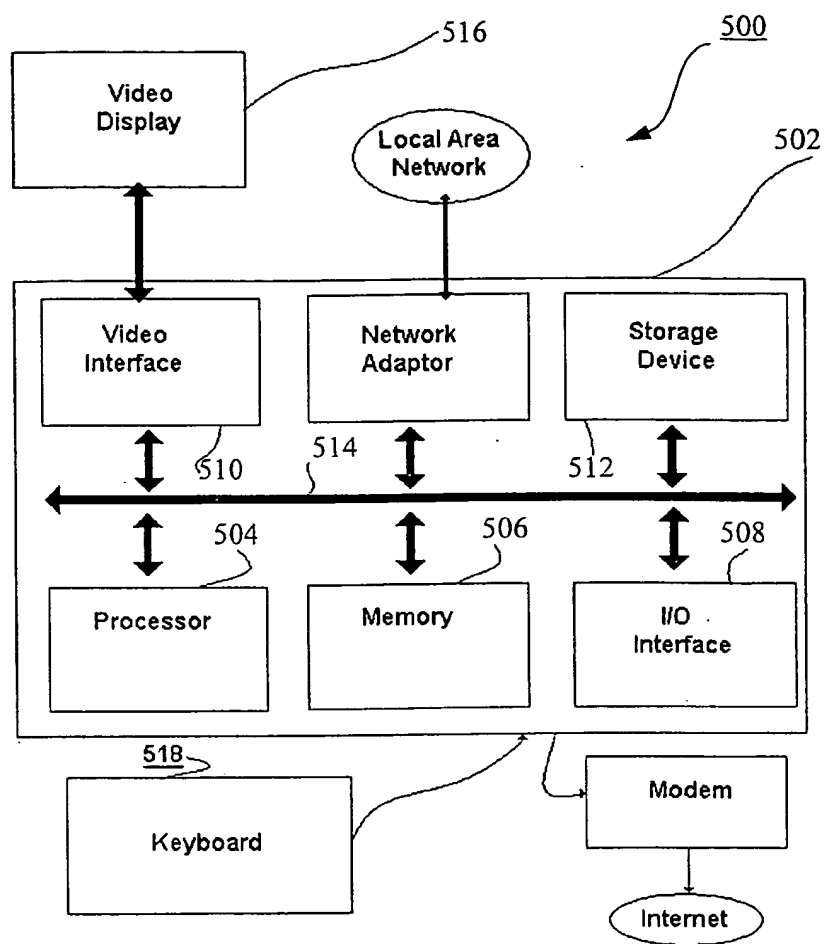 516
500
Video
Display
Local Area
Network
502
Video
Interface
Network
Adaptor
Storage
Device
510
514
512
504
506
508
Processor
Memory
I/O
Interface
518
Keyboard
Modem
Internet